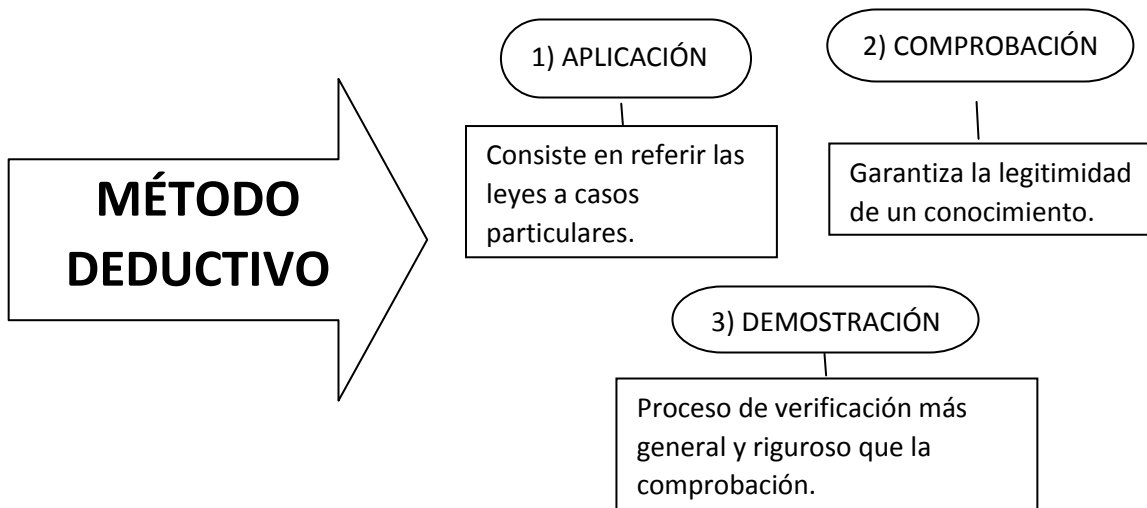 MÉTODO
DEDUCTIVO
1) APLICACIÓN
Consiste en referir las
leyes a casos
particulares.
2) COMPROBACIÓN
Garantiza la legitimidad
de un conocimiento.
3) DEMOSTRACIÓN
Proceso de verificación más
general y riguroso que la
comprobación.